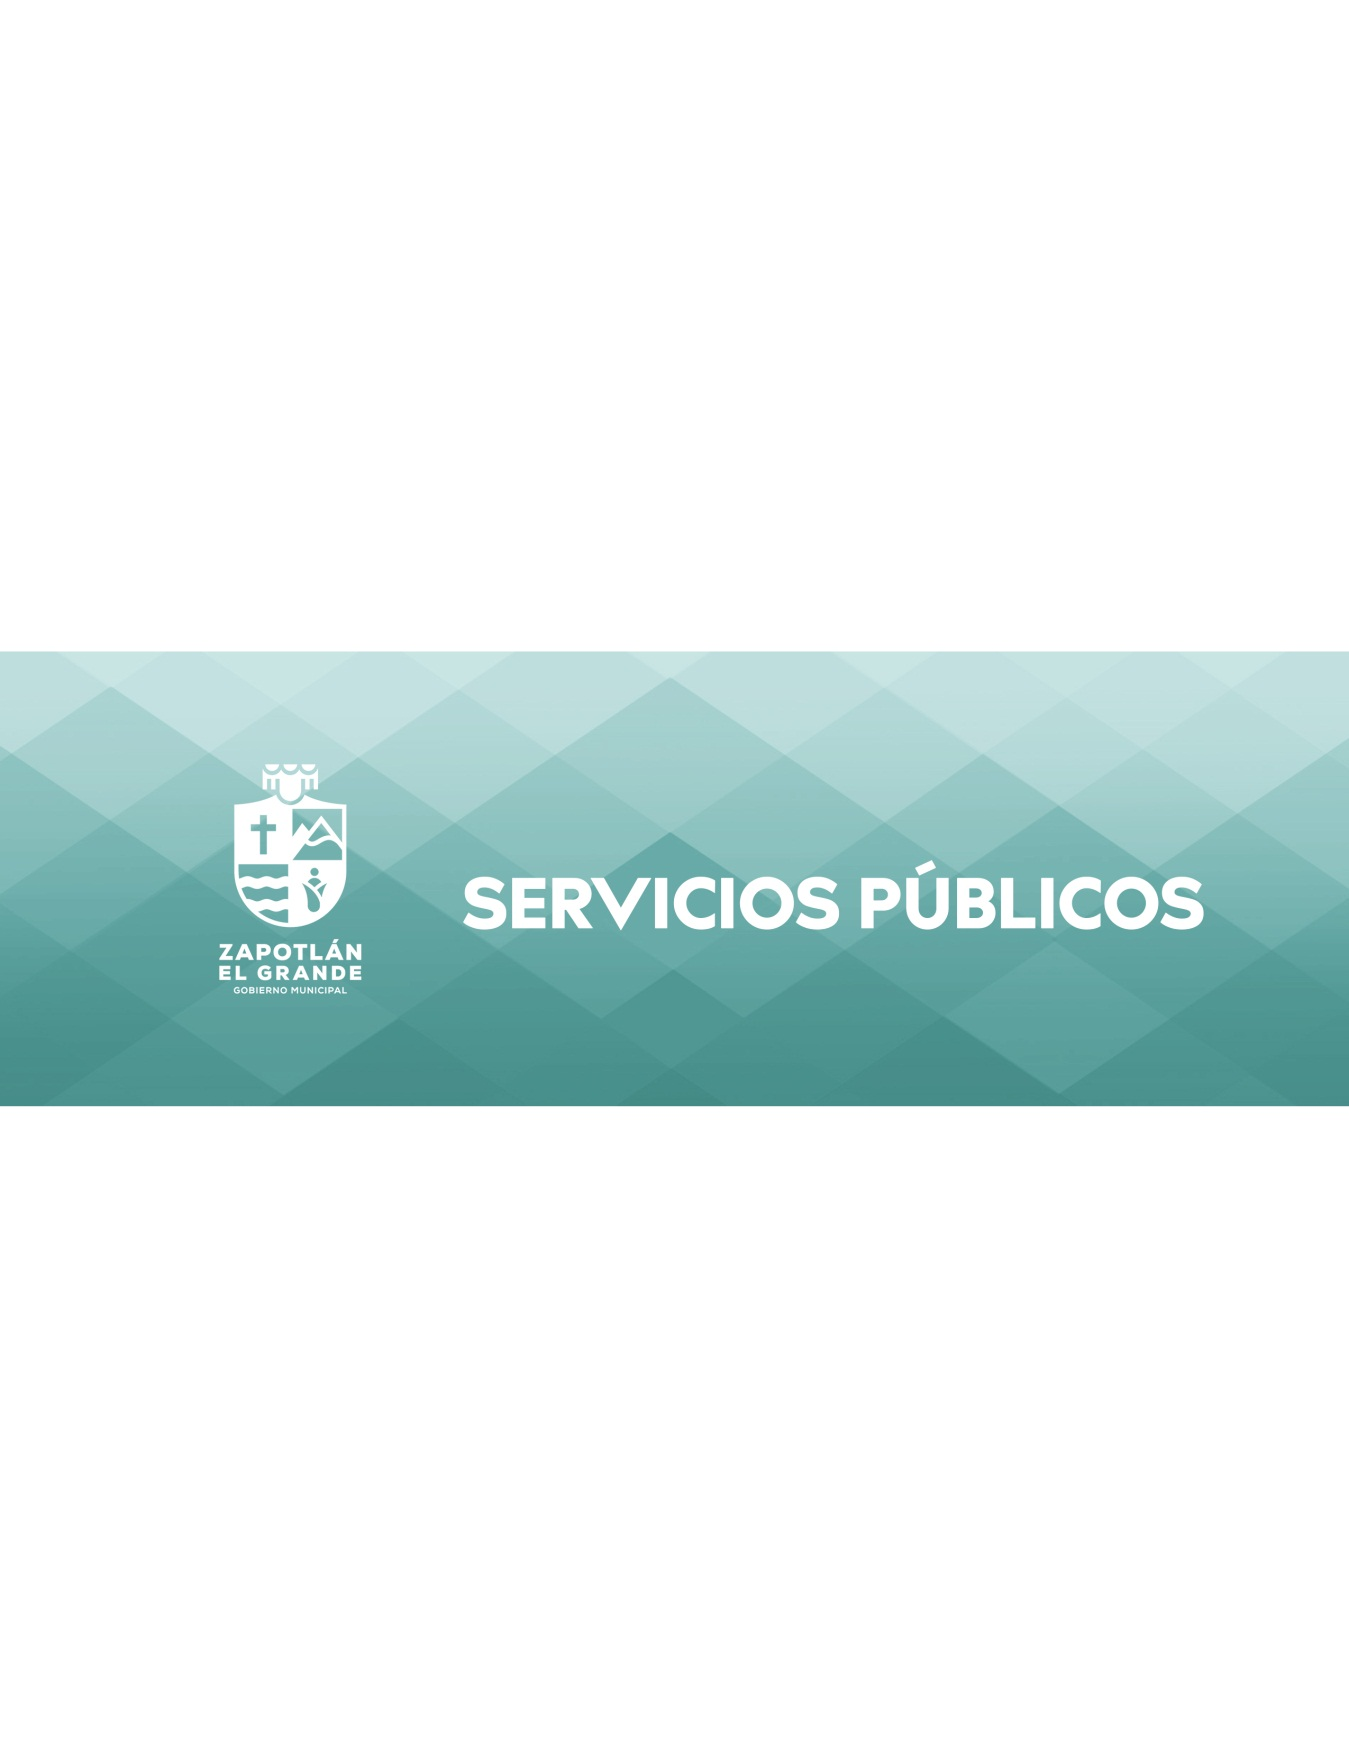 ZAPOTLÁN
EL GRANDE
GOBIERNO MUNICIPAL
SERVICIOS PÚBLICOS